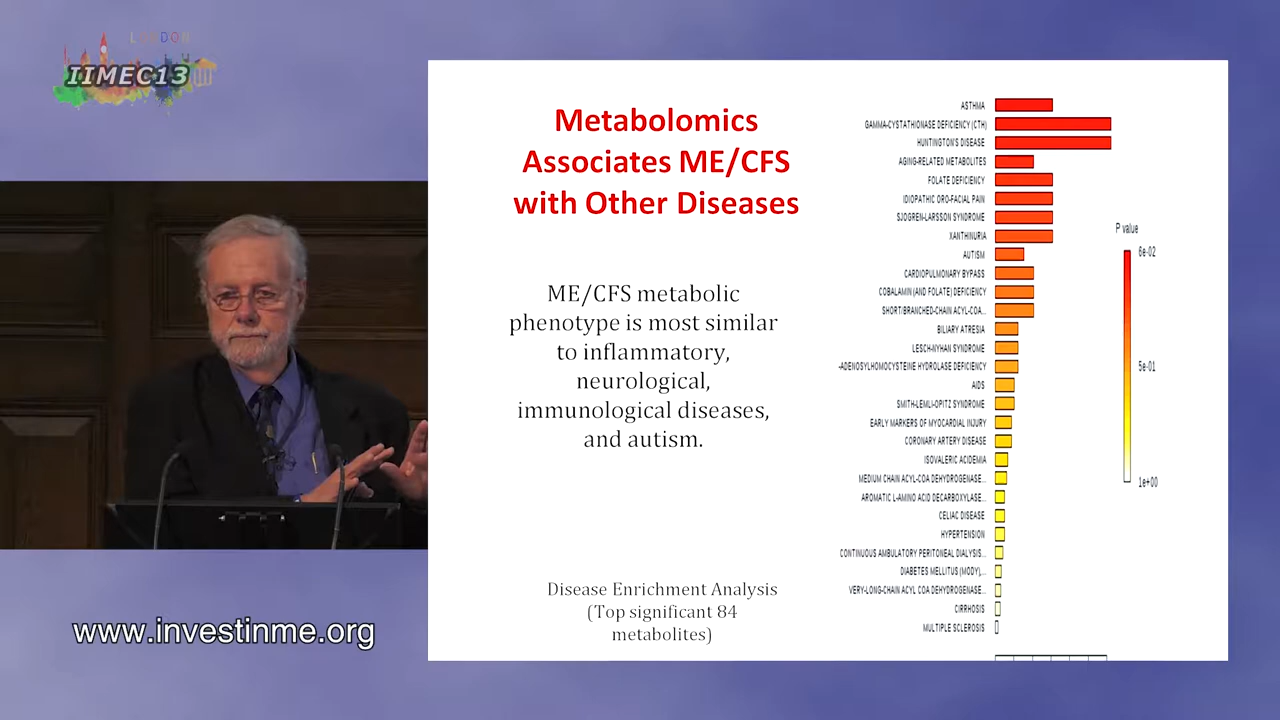 LONDON
IIMEC13
Metabolomics
Associates ME/CFS
with Other Diseases
ME/CFS metabolic
phenotype is most similar
to inflammatory,
neurological,
immunological diseases,
and autism.
Disease Enrichment Analysis
(Top significant 84
metabolites)
ASTHMA
GAMMA-CYSTATHIONASE DEFICIENCY (CTH)
HUNTINGTON'S DISEASE
AGING-RELATED METABOLITES
FOLATE DEFICIENCY
IDIOPATHIC ORO-FACIAL PAIN
SJOGREN-LARSSON SYNDROME
XANTHINURIA
AUTISM
CARDIOPULMONARY BYPASS
COBALAMIN (AND FOLATE) DEFICIENCY
SHORT/BRANCHED-CHAIN ACYL-COA...
BILIARY ATRESIA
LESCH-NYHAN SYNDROME
-ADENOSYLHOMOCYSTEINE HYDROLASE DEFICIENCY
AIDS
SMITH-LEMLI-OPITZ SYNDROME
EARLY MARKERS OF MYOCARDIAL INJURY
CORONARY ARTERY DISEASE
ISOVALERIC ACIDEMIA
MEDIUM CHAIN ACYL-COA DEHYDROGENASE...
AROMATIC L-AMINO ACID DECARBOXYLASE...
CELIAC DISEASE
HYPERTENSION
CONTINUOUS AMBULATORY PERITONEAL DIALYSIS...
DIABETES MELLITUS (MODY),...
VERY-LONG-CHAIN ACYL COA DEHYDROGENASE...
CIRRHOSIS
MULTIPLE SCLEROSIS
P value
6e-02
5e-01
1e+00
www.investinme.org